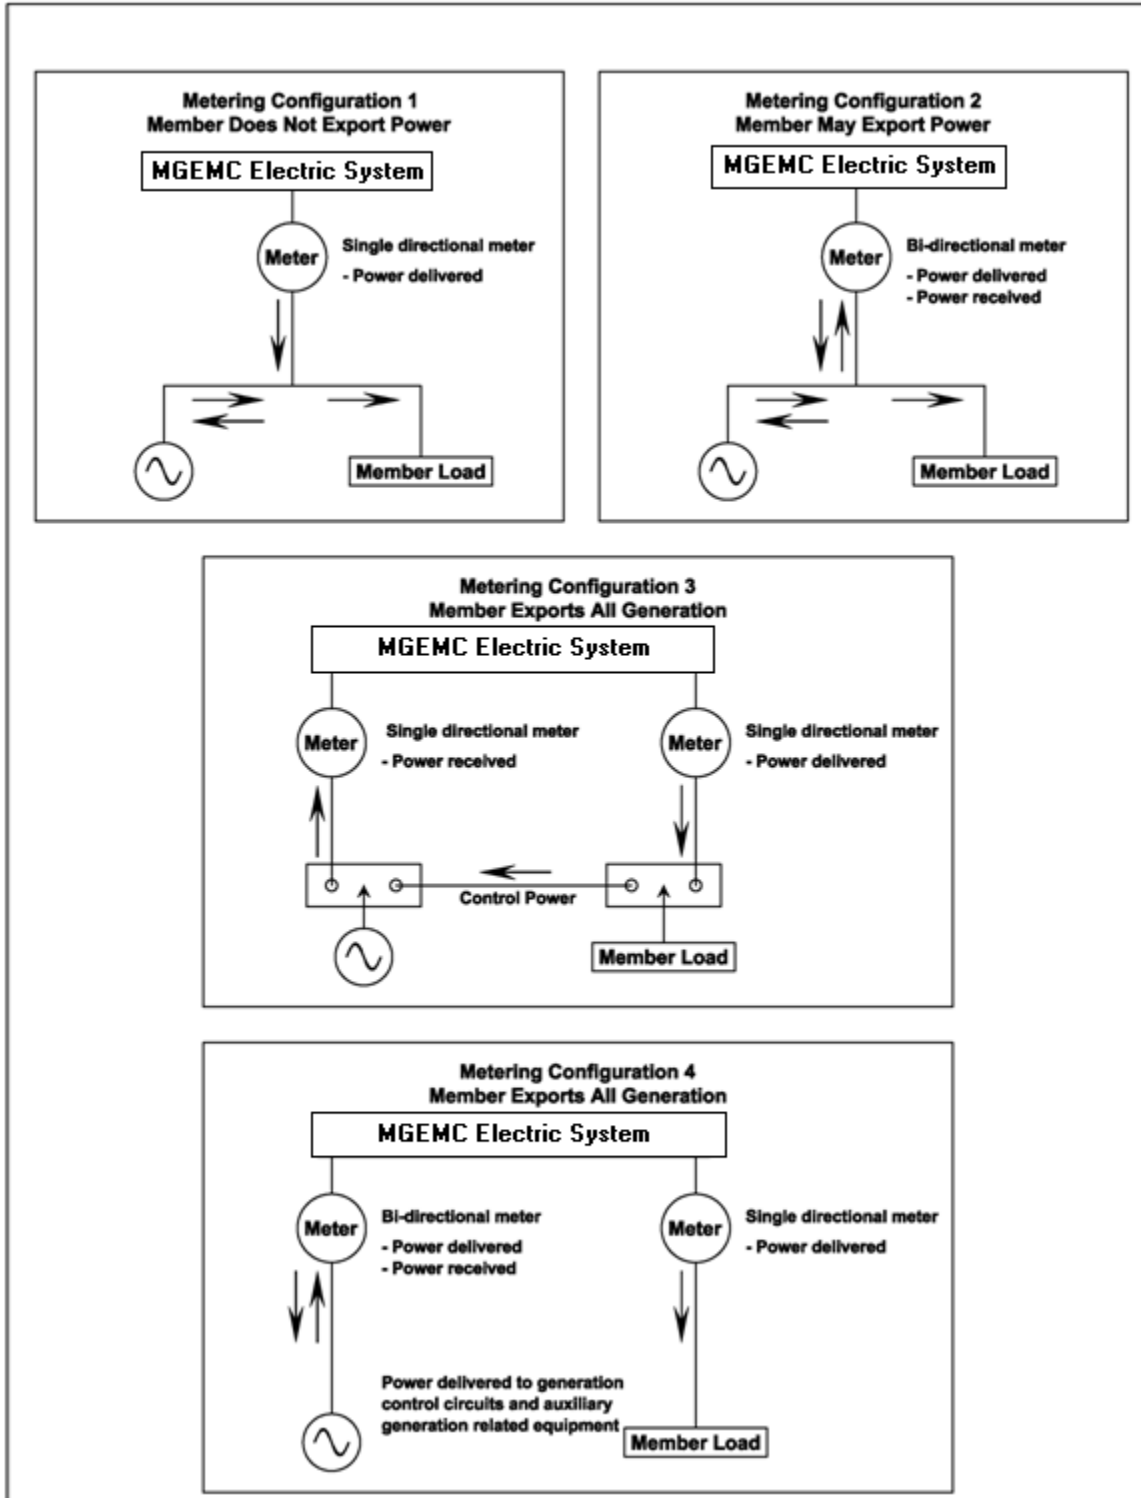 Metering Configuration 1
Member Does Not Export Power
MGEMC Electric System
Meter
Single directional meter
- Power delivered
Member Load
Metering Configuration 2
Member May Export Power
MGEMC Electric System
Meter
Bi-directional meter
- Power delivered
- Power received
Member Load
Metering Configuration 3
Member Exports All Generation
MGEMC Electric System
Meter
Single directional meter
- Power received
Meter
Single directional meter
- Power delivered
Control Power
Member Load
Metering Configuration 4
Member Exports All Generation
MGEMC Electric System
Meter
Bi-directional meter
- Power delivered
- Power received
Meter
Single directional meter
- Power delivered
Power delivered to generation
control circuits and auxiliary
generation related equipment
Member Load